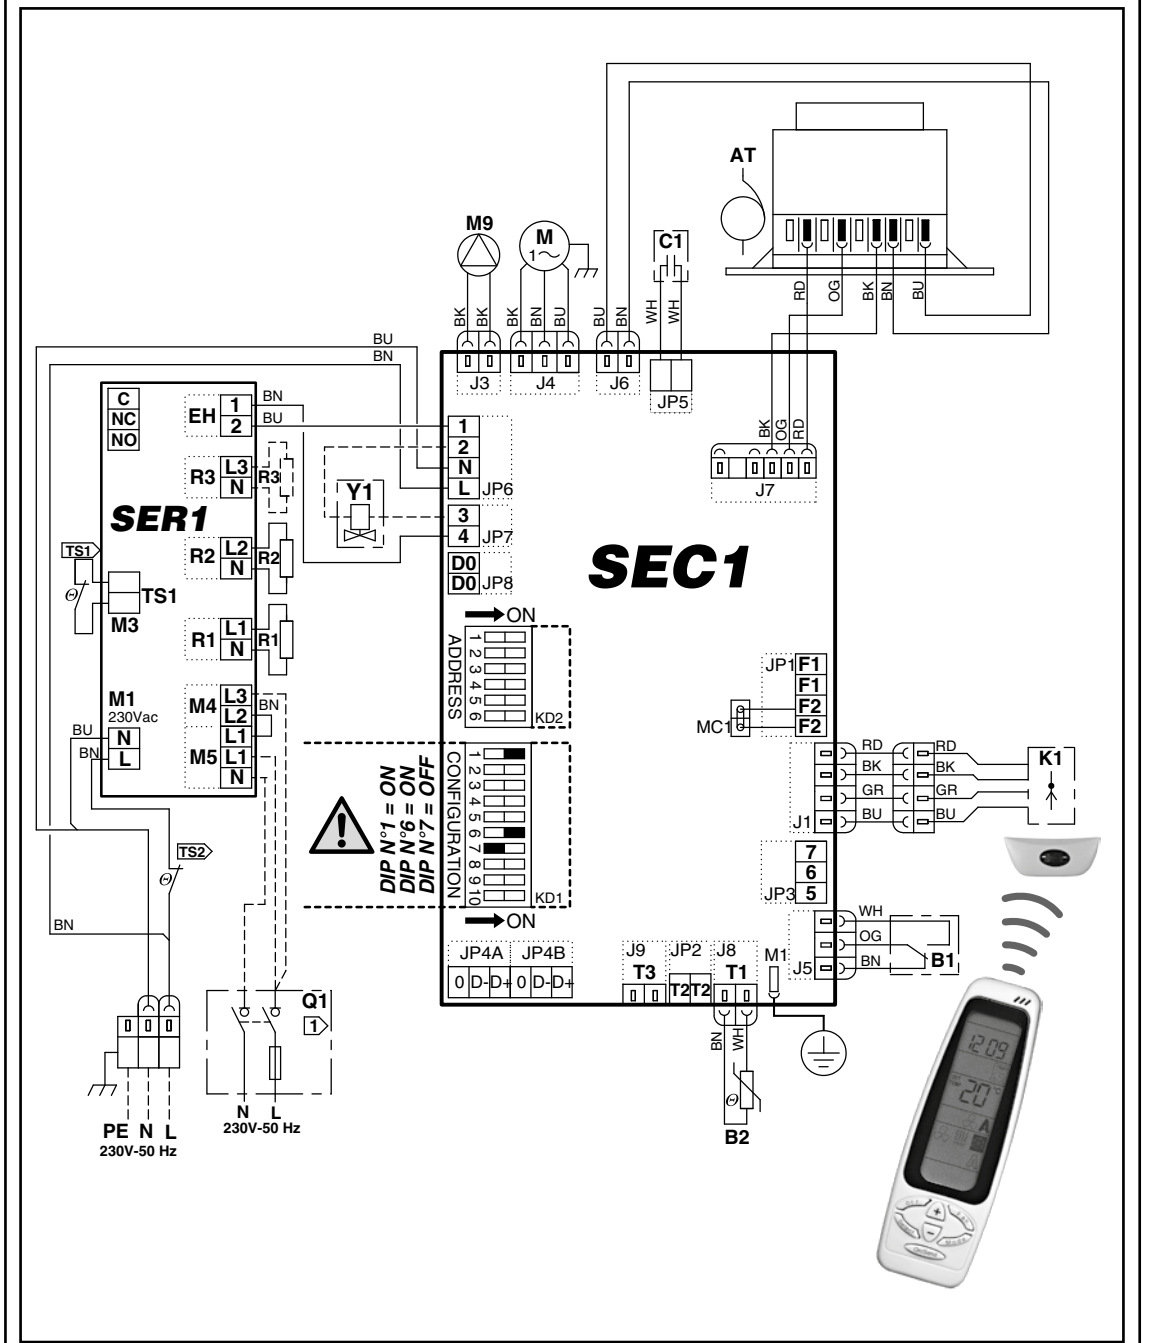 AT
M9
M
1~
C1
RD
OG
BK
BN
BU
BK
BK
BK
BN
BU
BU
BN
WH
WH
BU
BN
J3
J4
J6
JP5
BK
OG
RD
J7
C
NC
NO
EH
1
2
BN
BU
R3
L3
N
R3
SER1
R2
L2
N
R2
TS1
TS1
M3
R1
L1
N
R1
M1
230Vac
N
L
BU
BN
M4
L3
L2
BN
M5
L1
L1
N
TS2
BN
1
2
N
L
JP6
Y1
3
4
JP7
D0
D0
JP8
SEC1
ON
ADDRESS
1
2
3
4
5
6
KD2
DIP N°1 = ON
DIP N°6 = ON
DIP N°7 = OFF
CONFIGURATION
1
2
3
4
5
6
7
8
9
10
KD1
ON
JP1
F1
F1
F2
F2
MC1
RD
BK
GR
BU
RD
BK
GR
BU
J1
K1
JP3
7
6
5
WH
OG
BN
J5
B1
JP4A
JP4B
0 D- D+
0 D- D+
J9
T3
JP2
T2 T2
J8
T1
M1
BN
WH
Θ
Θ
Θ
B2
Q1
1
N L
230V-50 Hz
PE N L
230V-50 Hz
12:09
20
°C
A
+
−